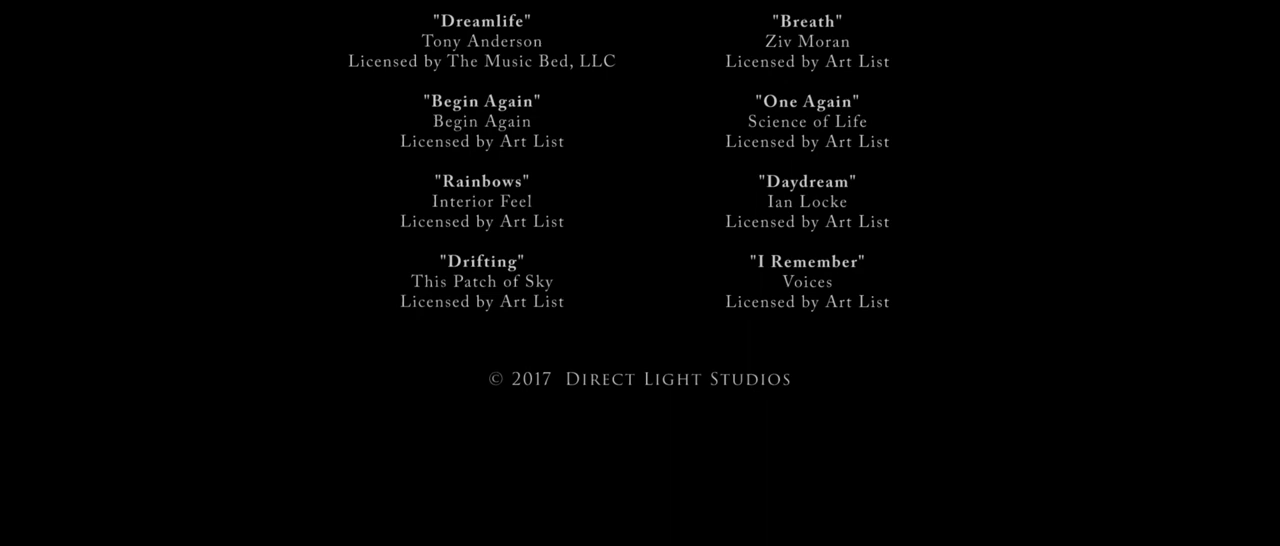 "Dreamlife"
Tony Anderson
Licensed by The Music Bed, LLC
"Begin Again"
Begin Again
Licensed by Art List
"Rainbows"
Interior Feel
Licensed by Art List
"Drifting"
This Patch of Sky
Licensed by Art List
"Breath"
Ziv Moran
Licensed by Art List
"One Again"
Science of Life
Licensed by Art List
"Daydream"
Ian Locke
Licensed by Art List
"I Remember"
Voices
Licensed by Art List
© 2017 Direct Light Studios